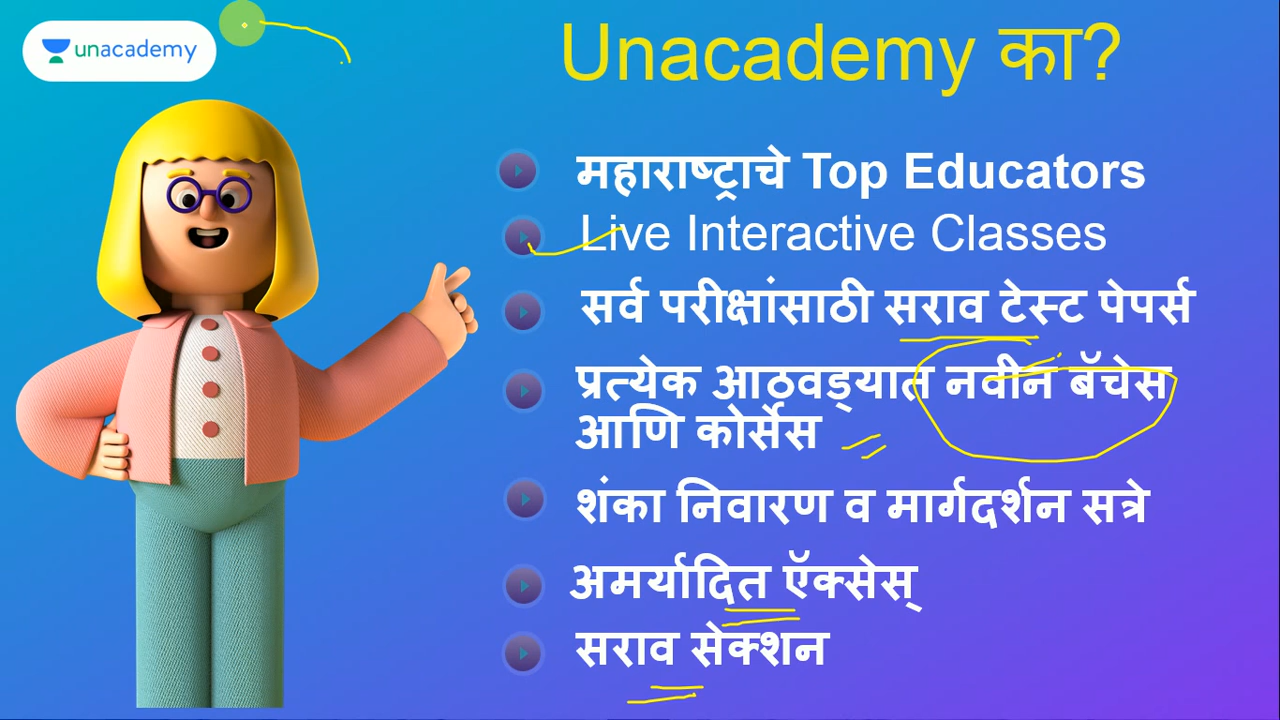 unacademy
Unacademy का?
महाराष्ट्राचे Top Educators
Live Interactive Classes
सर्व परीक्षांसाठी सराव टेस्ट पेपर्स
प्रत्येक आठवड्यात नवीन बॅचेस
आणि कोर्सेस
शंका निवारण व मार्गदर्शन सत्रे
अमर्यादित ऍक्सेस्
सराव सेक्शन